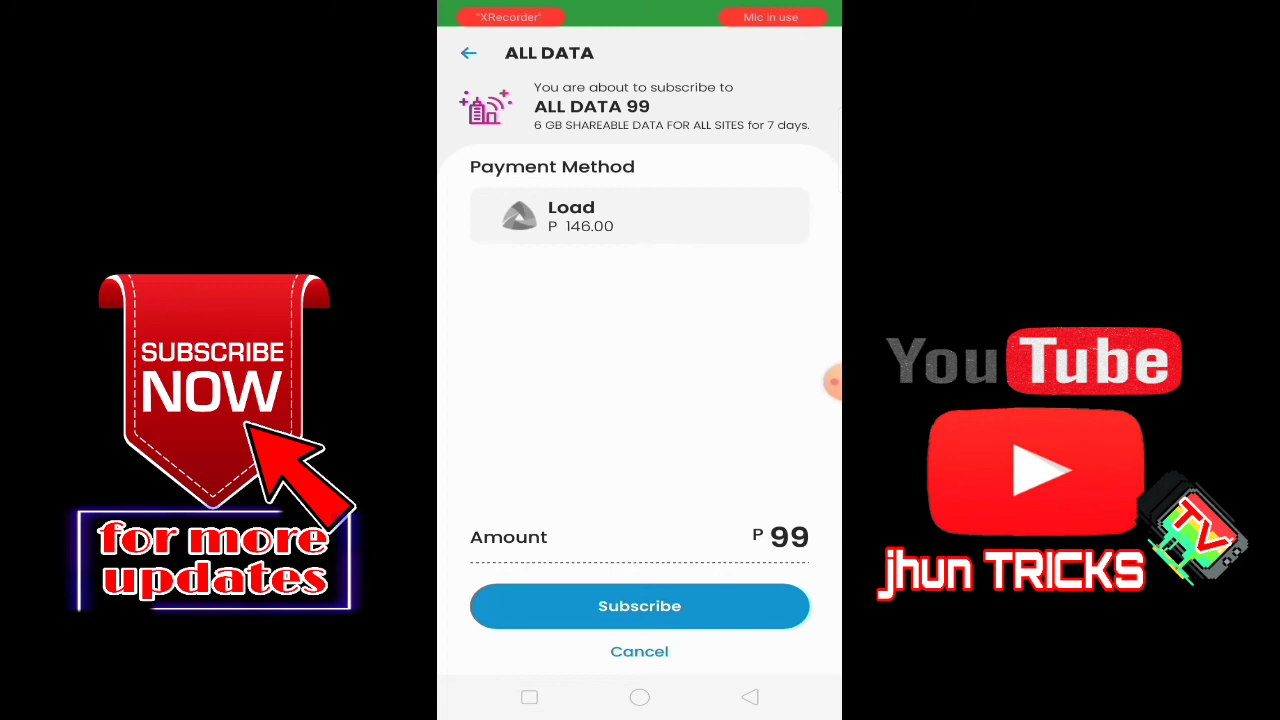 "XRecorder"
Mic in use
ALL DATA
You are about to subscribe to
ALL DATA 99
6 GB SHAREABLE DATA FOR ALL SITES for 7 days.
Payment Method
Load
P 146.00
Amount
P 99
Subscribe
Cancel
SUBSCRIBE
NOW
for more
updates
YouTube
TV
jhun TRICKS